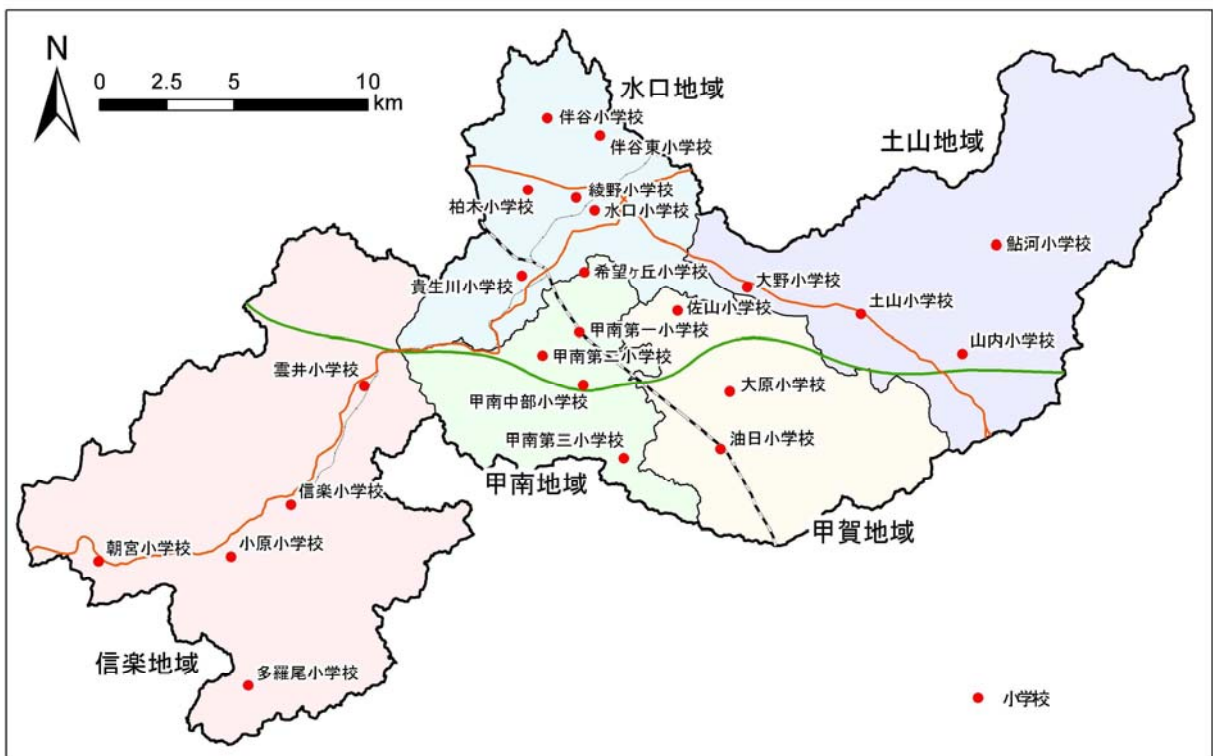 N
0 2.5 5 10
km
水口地域
伴谷小学校
伴谷東小学校
土山地域
綾野小学校
柏木小学校
水口小学校
鮎河小学校
貴生川小学校
希望ヶ丘小学校
大野小学校
佐山小学校
土山小学校
甲南第一小学校
山内小学校
甲南第二小学校
雲井小学校
甲南中部小学校
大原小学校
甲南第三小学校
油日小学校
甲南地域
信楽小学校
甲賀地域
朝宮小学校
小原小学校
信楽地域
多羅尾小学校
小学校